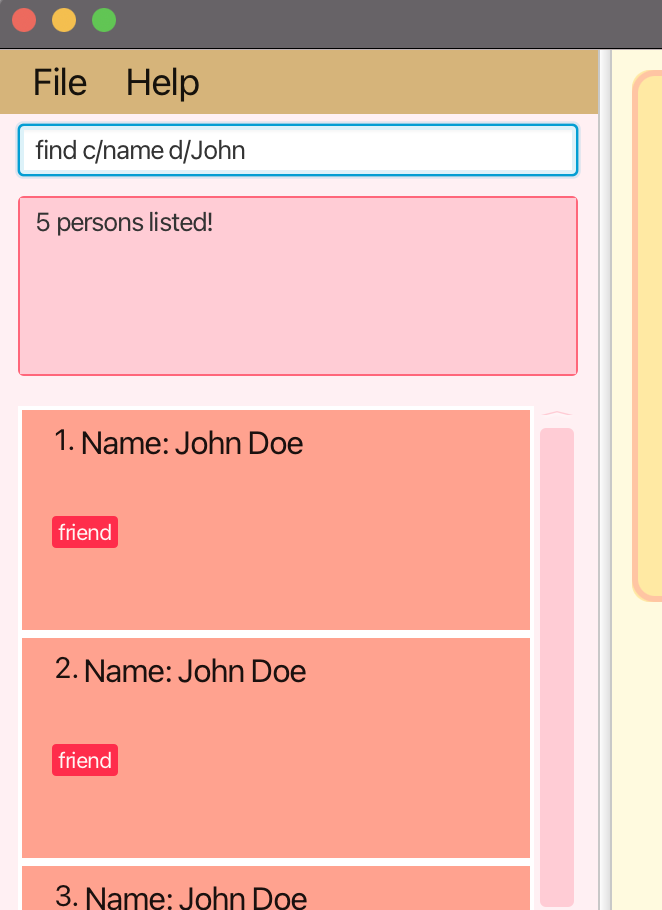 File Help
find c/name d/John
5 persons listed!
1. Name: John Doe
friend
2. Name: John Doe
friend
3. Name: John Doe